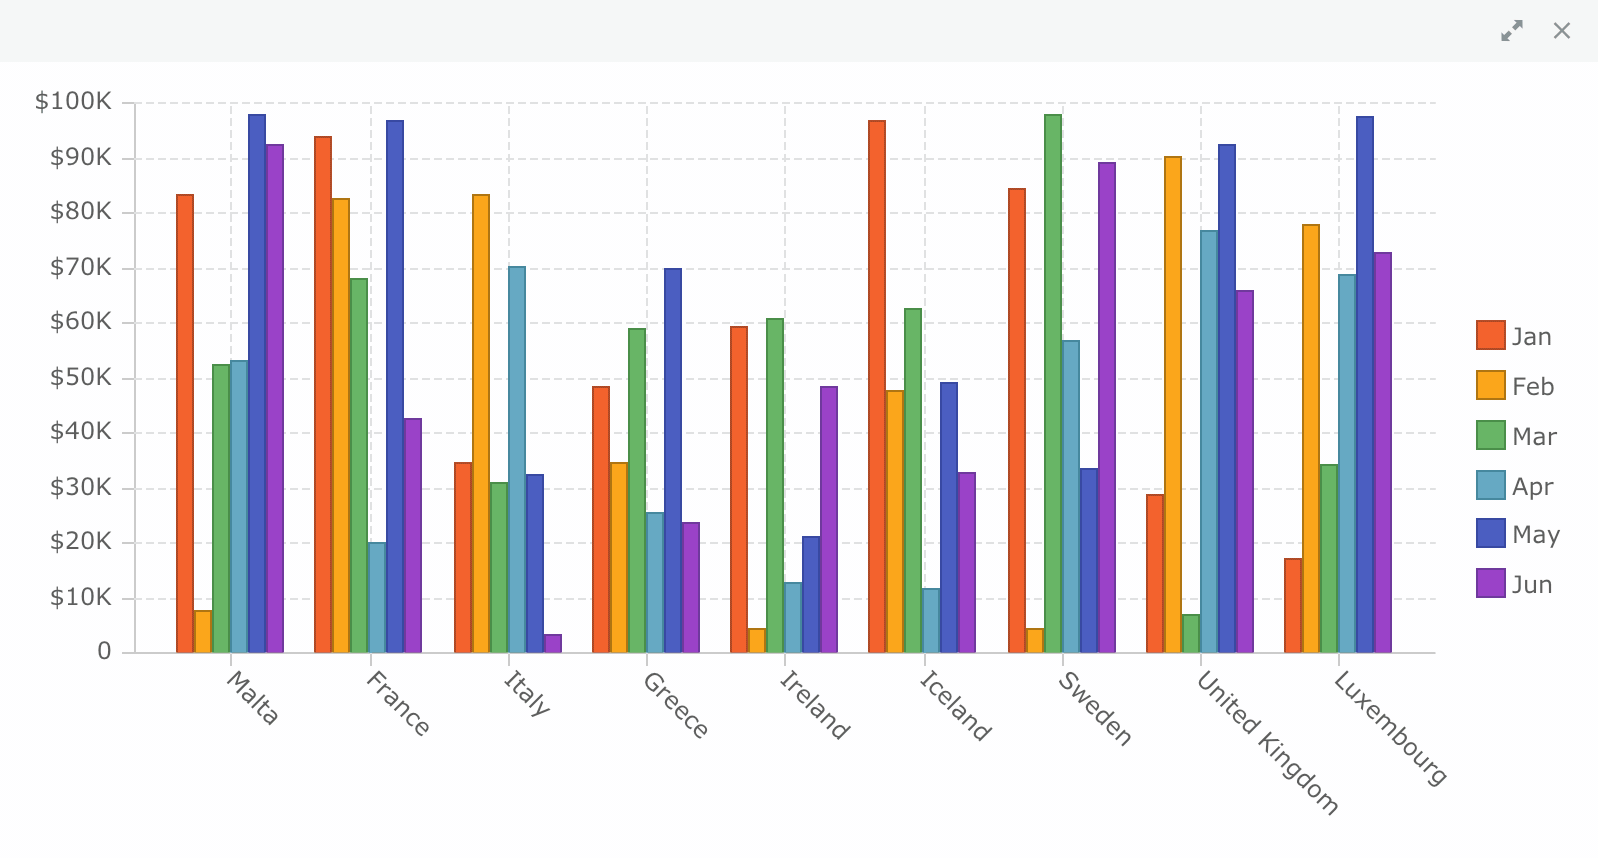 $100K
$90K
$80K
$70K
$60K
$50K
$40K
$30K
$20K
$10K
0
Malta
France
Italy
Greece
Ireland
Iceland
Sweden
United Kingdom
Luxembourg
Jan
Feb
Mar
Apr
May
Jun